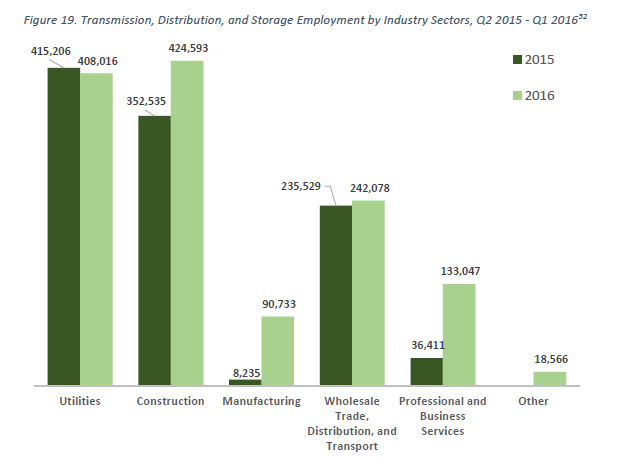 Figure 19. Transmission, Distribution, and Storage Employment by Industry Sectors, Q2 2015 - Q1 2016⁵²
415,206
408,016
424,593
2015
2016
352,535
235,529
242,078
133,047
90,733
36,411
8,235
18,566
Utilities
Construction
Manufacturing
Wholesale
Trade,
Distribution, and
Transport
Professional and
Business
Services
Other